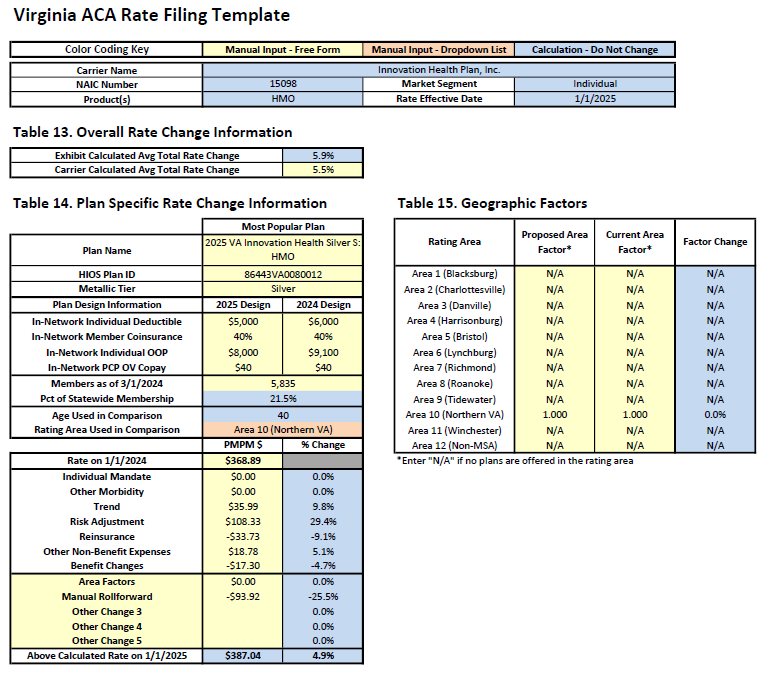 Virginia ACA Rate Filing Template
Color Coding Key Manual Input - Free Form Manual Input - Dropdown List Calculation - Do Not Change
Carrier Name Innovation Health Plan, Inc.
NAIC Number 15098 Market Segment Individual
Product(s) HMO Rate Effective Date 1/1/2025
Table 13. Overall Rate Change Information
Exhibit Calculated Avg Total Rate Change 5.9%
Carrier Calculated Avg Total Rate Change 5.5%
Table 14. Plan Specific Rate Change Information
Most Popular Plan
Plan Name 2025 VA Innovation Health Silver S:
HMO
HIOS Plan ID 86443VA0080012
Metallic Tier Silver
Plan Design Information 2025 Design 2024 Design
In-Network Individual Deductible $5,000 $6,000
In-Network Member Coinsurance 40% 40%
In-Network Individual OOP $8,000 $9,100
In-Network PCP OV Copay $40 $40
Members as of 3/1/2024 5,835
Pct of Statewide Membership 21.5%
Age Used in Comparison 40
Rating Area Used in Comparison Area 10 (Northern VA)
PMPM $ % Change
Rate on 1/1/2024 $368.89
Individual Mandate $0.00 0.0%
Other Morbidity $0.00 0.0%
Trend $35.99 9.8%
Risk Adjustment $108.33 29.4%
Reinsurance -$33.73 -9.1%
Other Non-Benefit Expenses $18.78 5.1%
Benefit Changes -$17.30 -4.7%
Area Factors $0.00 0.0%
Manual Rollforward -$93.92 -25.5%
Other Change 3 0.0%
Other Change 4 0.0%
Other Change 5 0.0%
Above Calculated Rate on 1/1/2025 $387.04 4.9%
Table 15. Geographic Factors
Rating Area Proposed Area Factor* Current Area Factor* Factor Change
Area 1 (Blacksburg) N/A N/A N/A
Area 2 (Charlottesville) N/A N/A N/A
Area 3 (Danville) N/A N/A N/A
Area 4 (Harrisonburg) N/A N/A N/A
Area 5 (Bristol) N/A N/A N/A
Area 6 (Lynchburg) N/A N/A N/A
Area 7 (Richmond) N/A N/A N/A
Area 8 (Roanoke) N/A N/A N/A
Area 9 (Tidewater) N/A N/A N/A
Area 10 (Northern VA) 1.000 1.000 0.0%
Area 11 (Winchester) N/A N/A N/A
Area 12 (Non-MSA) N/A N/A N/A
*Enter "N/A" if no plans are offered in the rating area